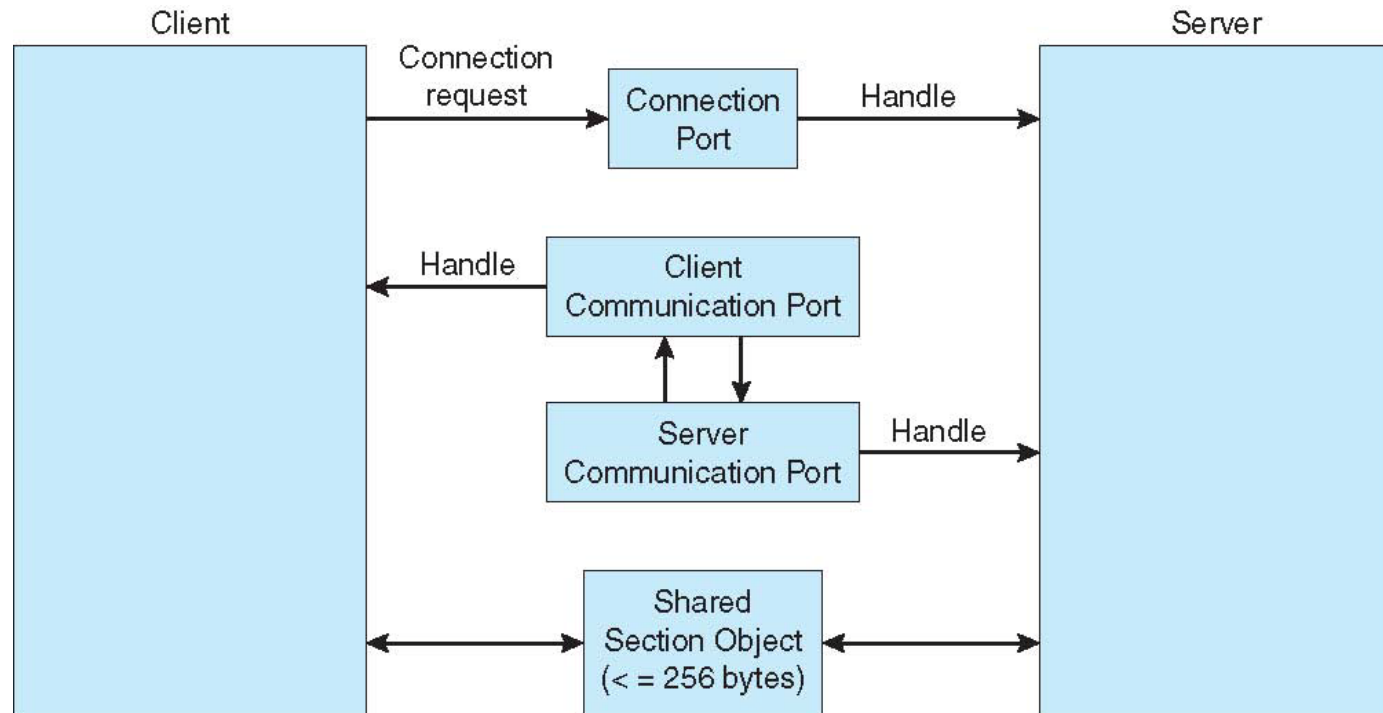 Client
Server
Connection
request
Connection
Port
Handle
Handle
Client
Communication Port
Server
Communication Port
Handle
Shared
Section Object
(< = 256 bytes)